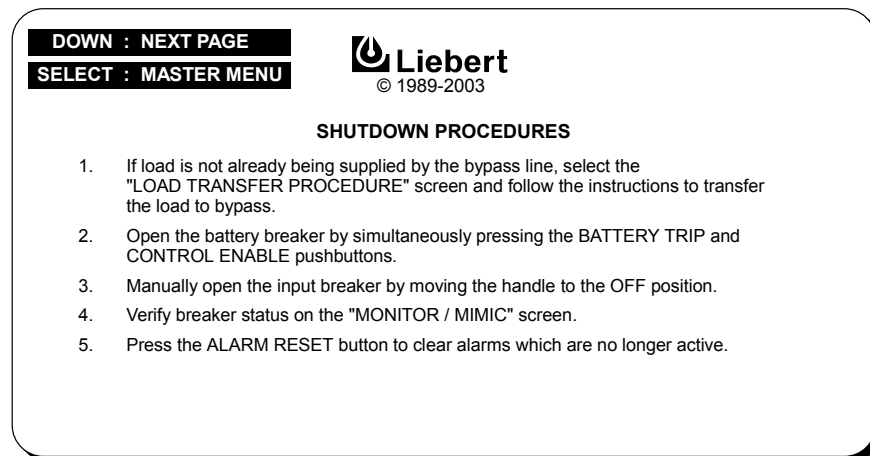 DOWN : NEXT PAGE
SELECT : MASTER MENU
Liebert
© 1989-2003
SHUTDOWN PROCEDURES
1. If load is not already being supplied by the bypass line, select the
"LOAD TRANSFER PROCEDURE" screen and follow the instructions to transfer
the load to bypass.
2. Open the battery breaker by simultaneously pressing the BATTERY TRIP and
CONTROL ENABLE pushbuttons.
3. Manually open the input breaker by moving the handle to the OFF position.
4. Verify breaker status on the "MONITOR / MIMIC" screen.
5. Press the ALARM RESET button to clear alarms which are no longer active.